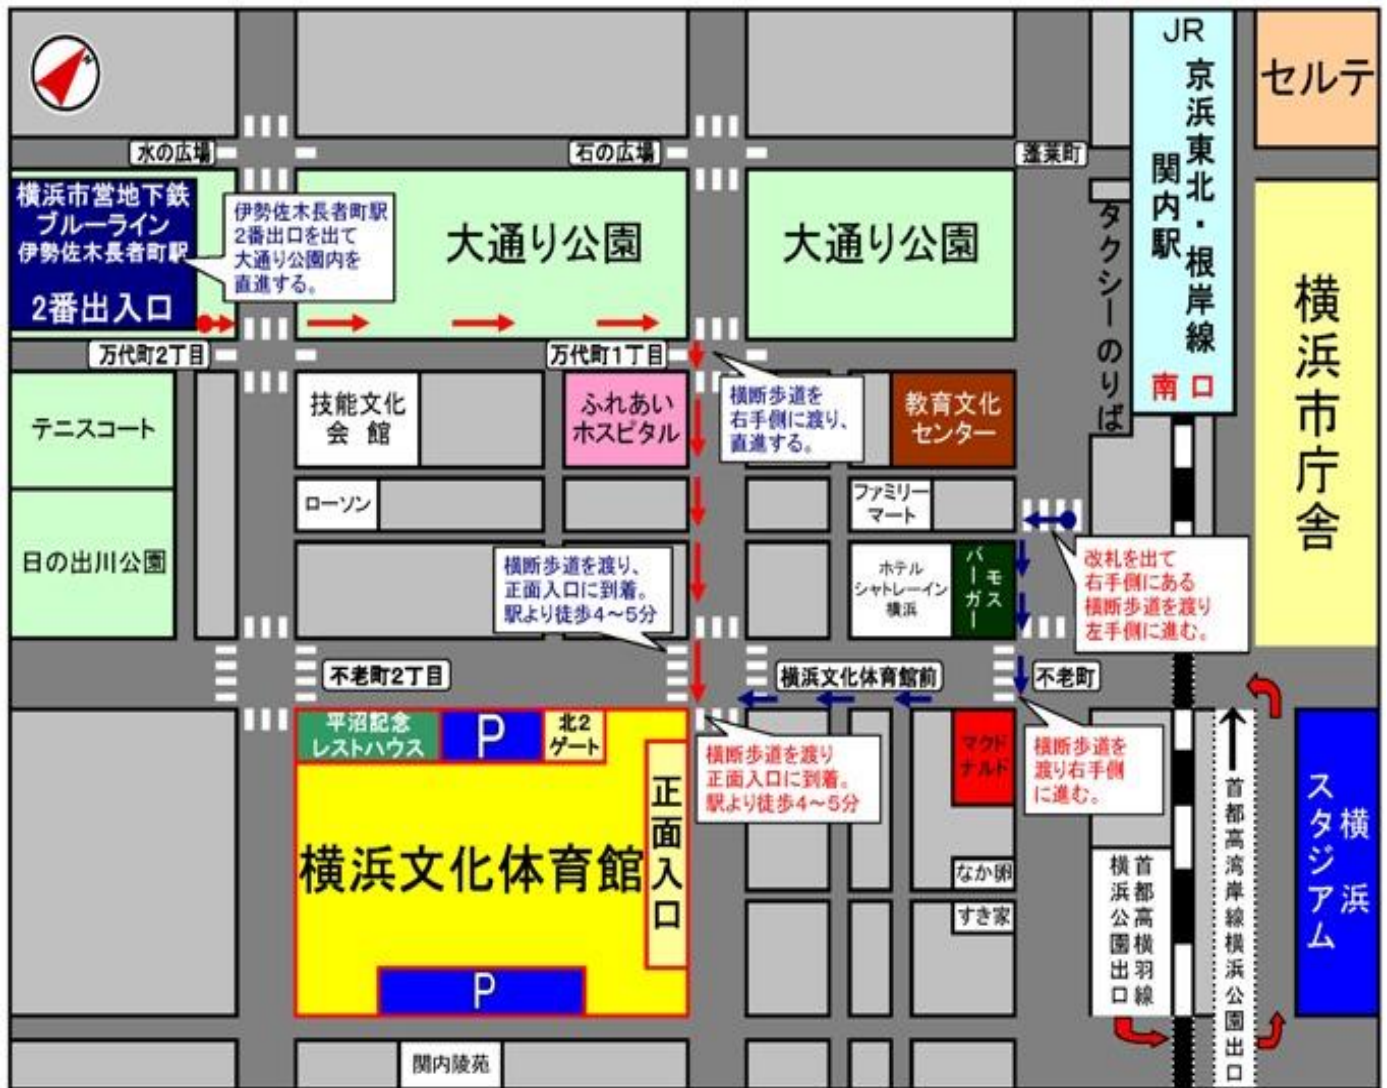 N
JR
京浜東北・根岸線
関内駅
南口
セルテ
水の広場
石の広場
蓬莱町
横浜市営地下鉄
ブルーライン
伊勢佐木長者町駅
2番出入口
伊勢佐木長者町駅
2番出口を出て
大通り公園内を
直進する。
大通り公園
大通り公園
タクシーのりば
横浜市庁舎
万代町2丁目
万代町1丁目
テニスコート
技能文化
会館
ふれあい
ホスピタル
横断歩道を
右手側に渡り、
直進する。
教育文化
センター
ローソン
ファミリー
マート
日の出川公園
横断歩道を渡り、
正面入口に到着。
駅より徒歩4～5分
ホテル
シャトレーイン
横浜
モス
バーガー
改札を出て
右手側にある
横断歩道を渡り
左手側に進む。
不老町2丁目
横浜文化体育館前
不老町
平沼記念
レストハウス
P
北2
ゲート
正面入口
横断歩道を渡り
正面入口に到着。
駅より徒歩4～5分
マクド
ナルド
横断歩道を
渡り右手側
に進む。
横浜文化体育館
なか卵
すき家
首都高横羽線
横浜公園出口
首都高湾岸線横浜公園出口
横浜
スタジアム
P
関内陵苑